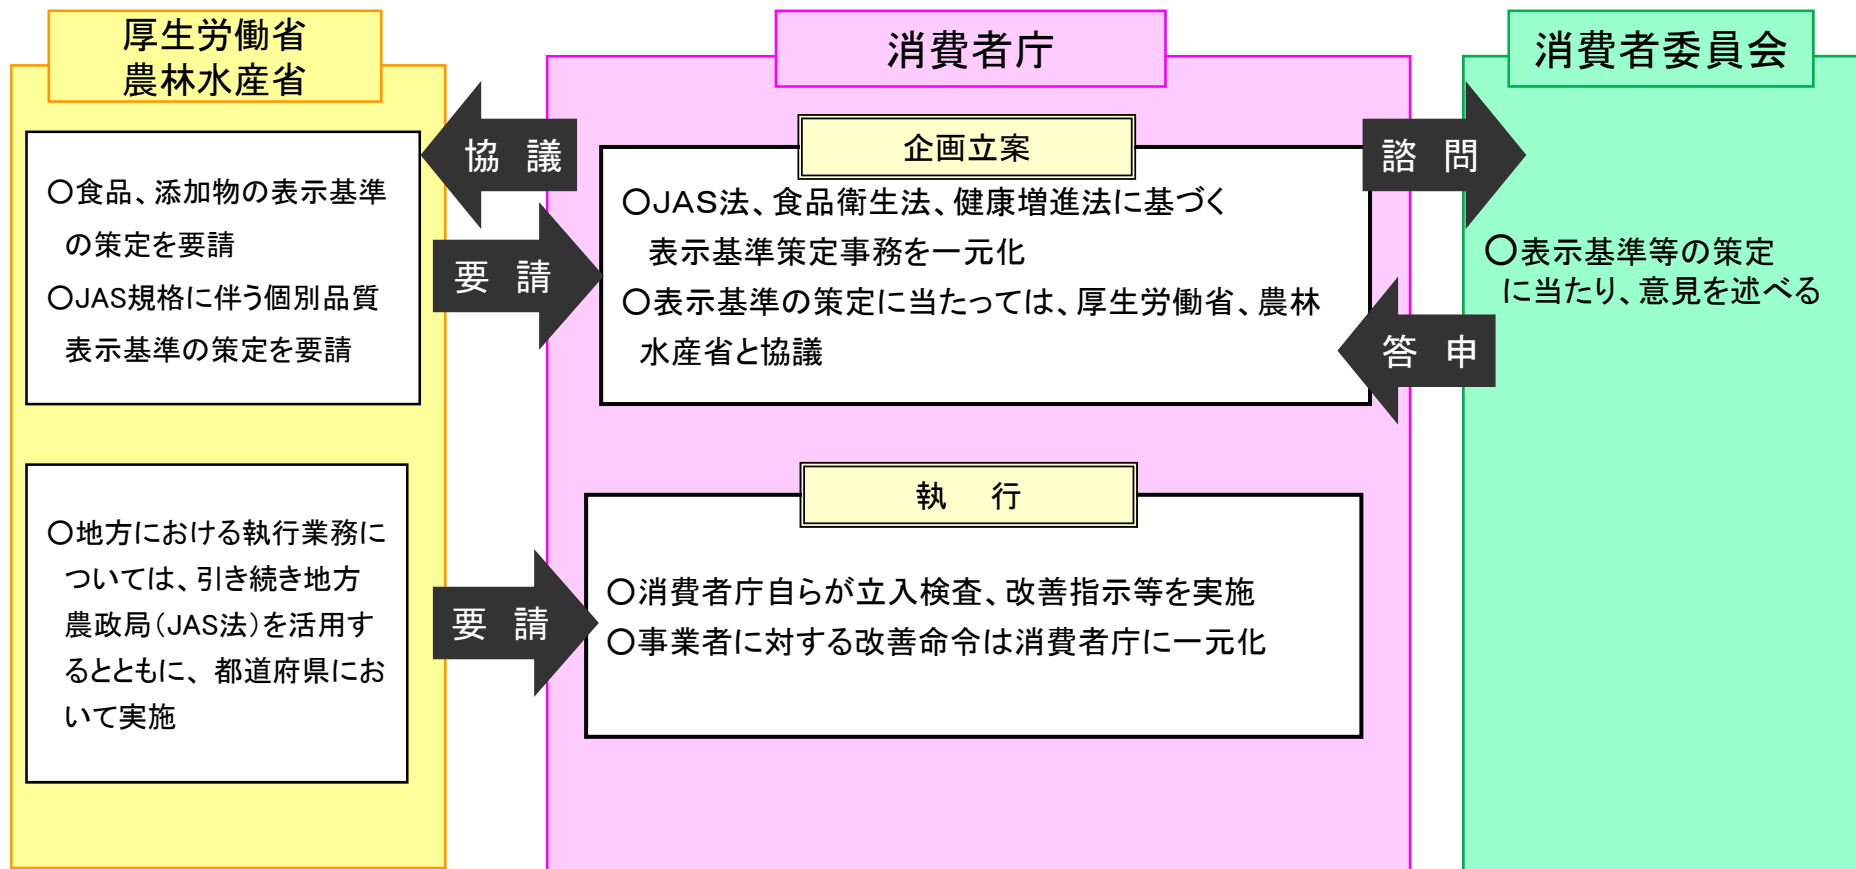 厚生労働省
農林水産省
〇食品、添加物の表示基準
の策定を要請
〇JAS規格に伴う個別品質
表示基準の策定を要請
〇地方における執行業務に
ついては、引き続き地方
農政局(JAS法)を活用す
るとともに、都道府県にお
いて実施
協 議
要 請
要 請
消費者庁
企画立案
〇JAS法、食品衛生法、健康増進法に基づく
表示基準策定事務を一元化
〇表示基準の策定に当たっては、厚生労働省、農林
水産省と協議
執 行
〇消費者庁自らが立入検査、改善指示等を実施
〇事業者に対する改善命令は消費者庁に一元化
諮 問
答 申
消費者委員会
〇表示基準等の策定
に当たり、意見を述べる